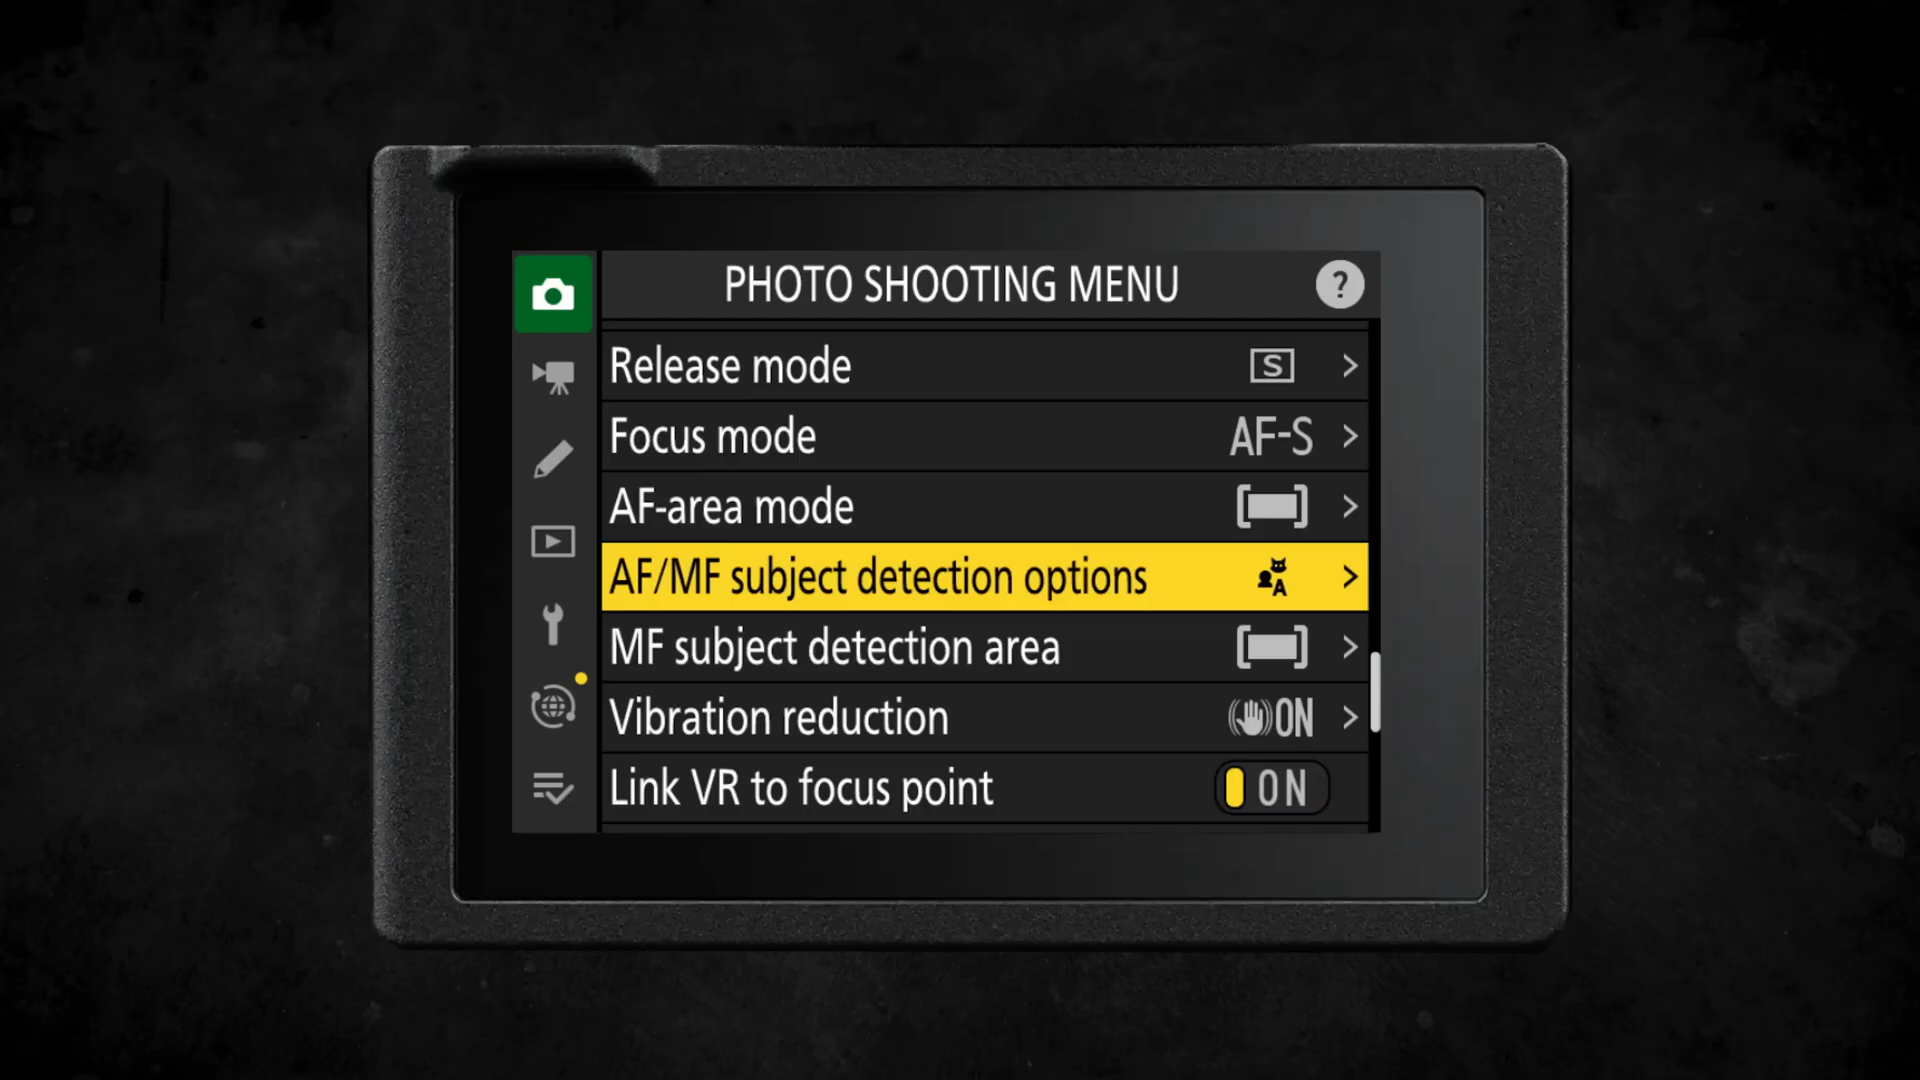 PHOTO SHOOTING MENU ?
Release mode S >
Focus mode AF-S >
AF-area mode >
AF/MF subject detection options A >
MF subject detection area >
Vibration reduction ON >
Link VR to focus point ON